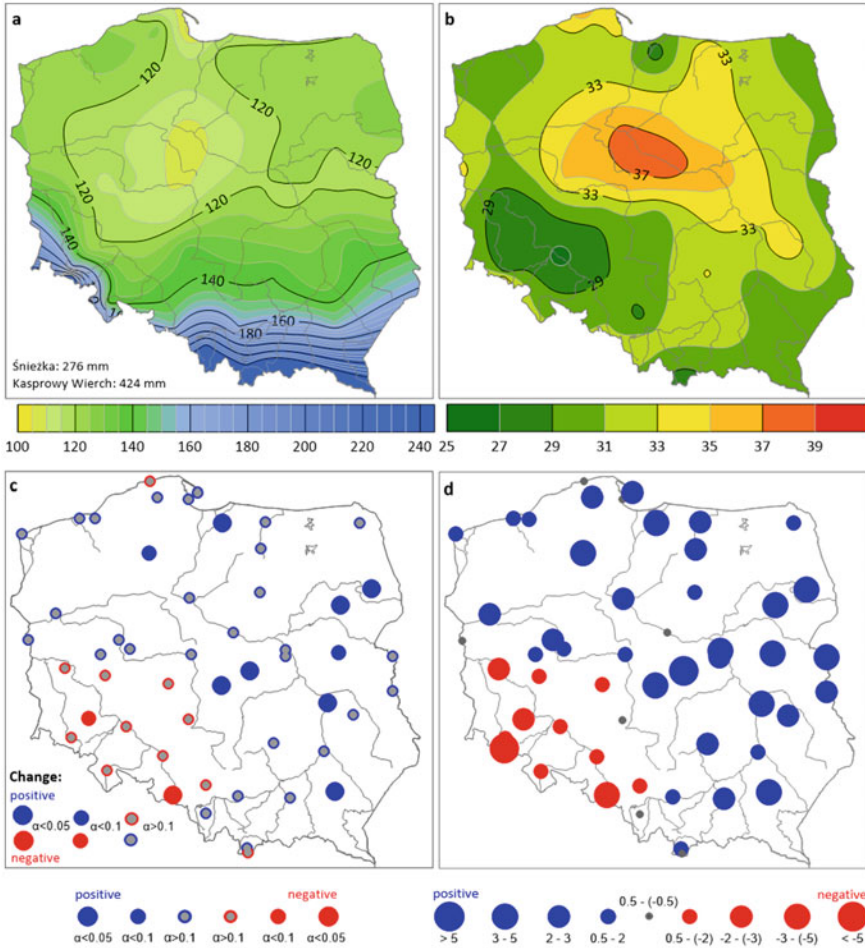 a
120
120
120
120
120
120
140
140
160
180
Śnieżka: 276 mm
Kasprowy Wierch: 424 mm
100 120 140 160 180 200 220 240
b
33
33
37
33
33
29
29
25 27 29 31 33 35 37 39
c
Change:
positive
α<0.05 α<0.1 α>0.1
negative
d
positive negative
α<0.05 α<0.1 α>0.1 α>0.1 α<0.1 α<0.05
positive 0.5 - (-0.5) negative
> 5 3 - 5 2 - 3 0.5 - 2 0.5 - (-2) -2 - (-3) -3 - (-5) < -5